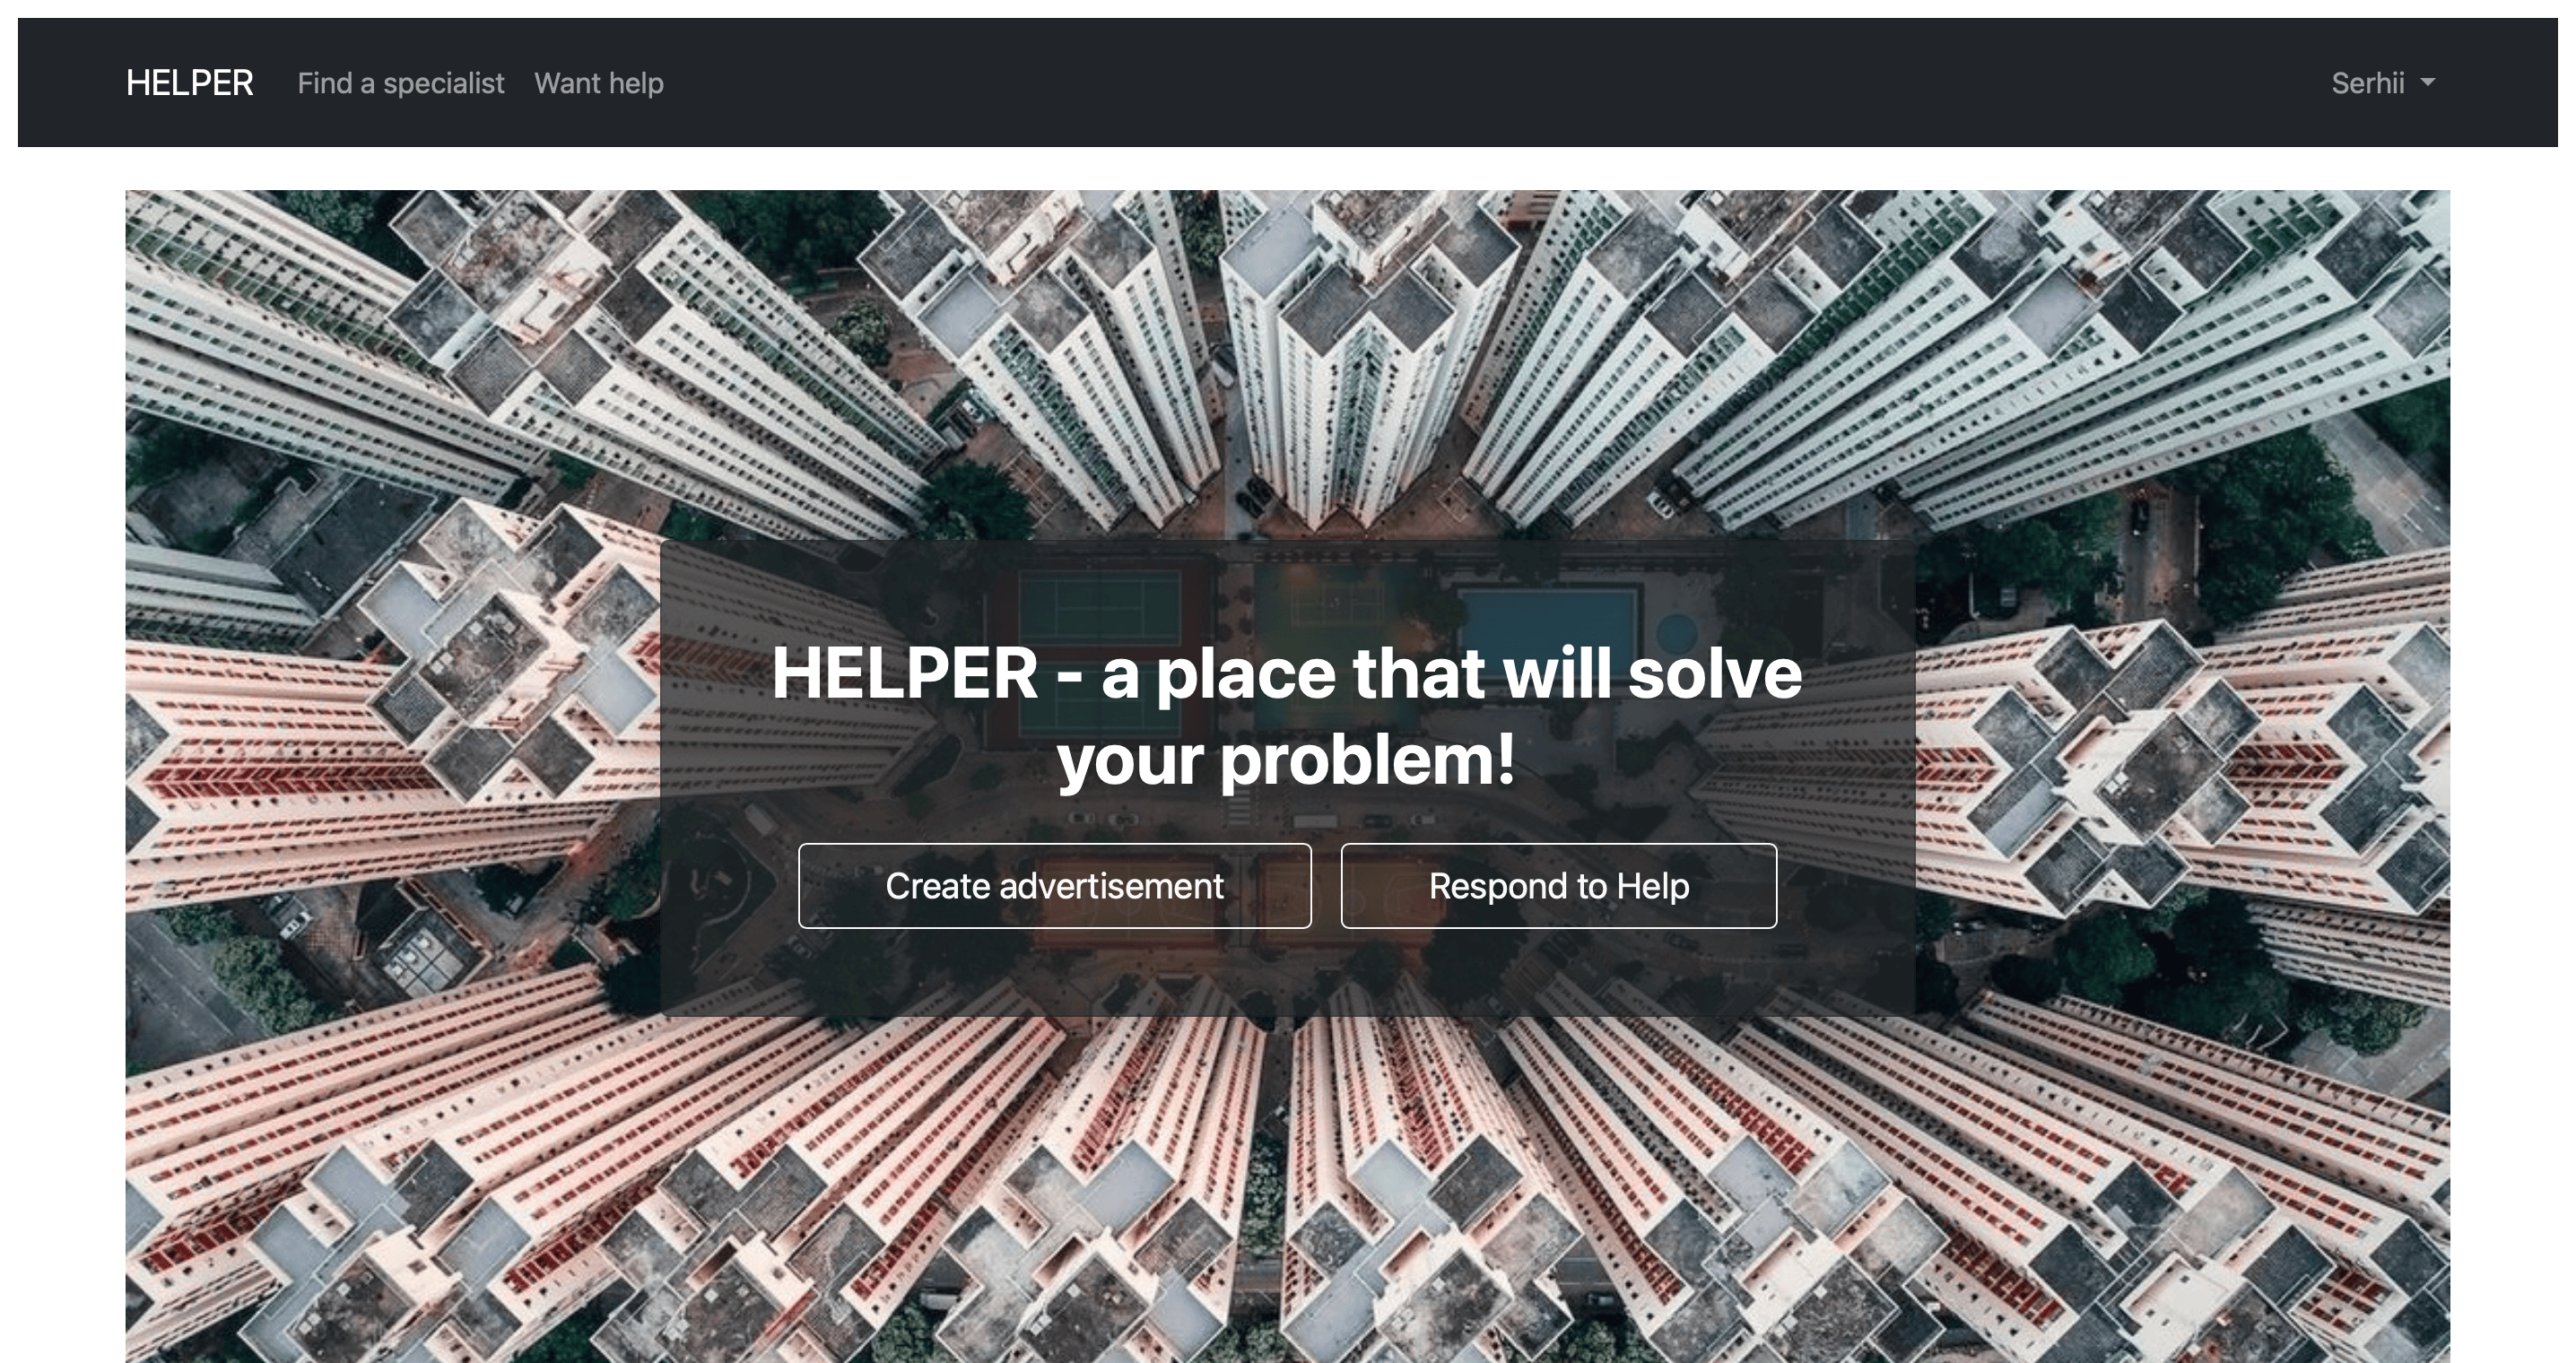 HELPER Find a specialist Want help Serhii
HELPER - a place that will solve
your problem!
Create advertisement Respond to Help